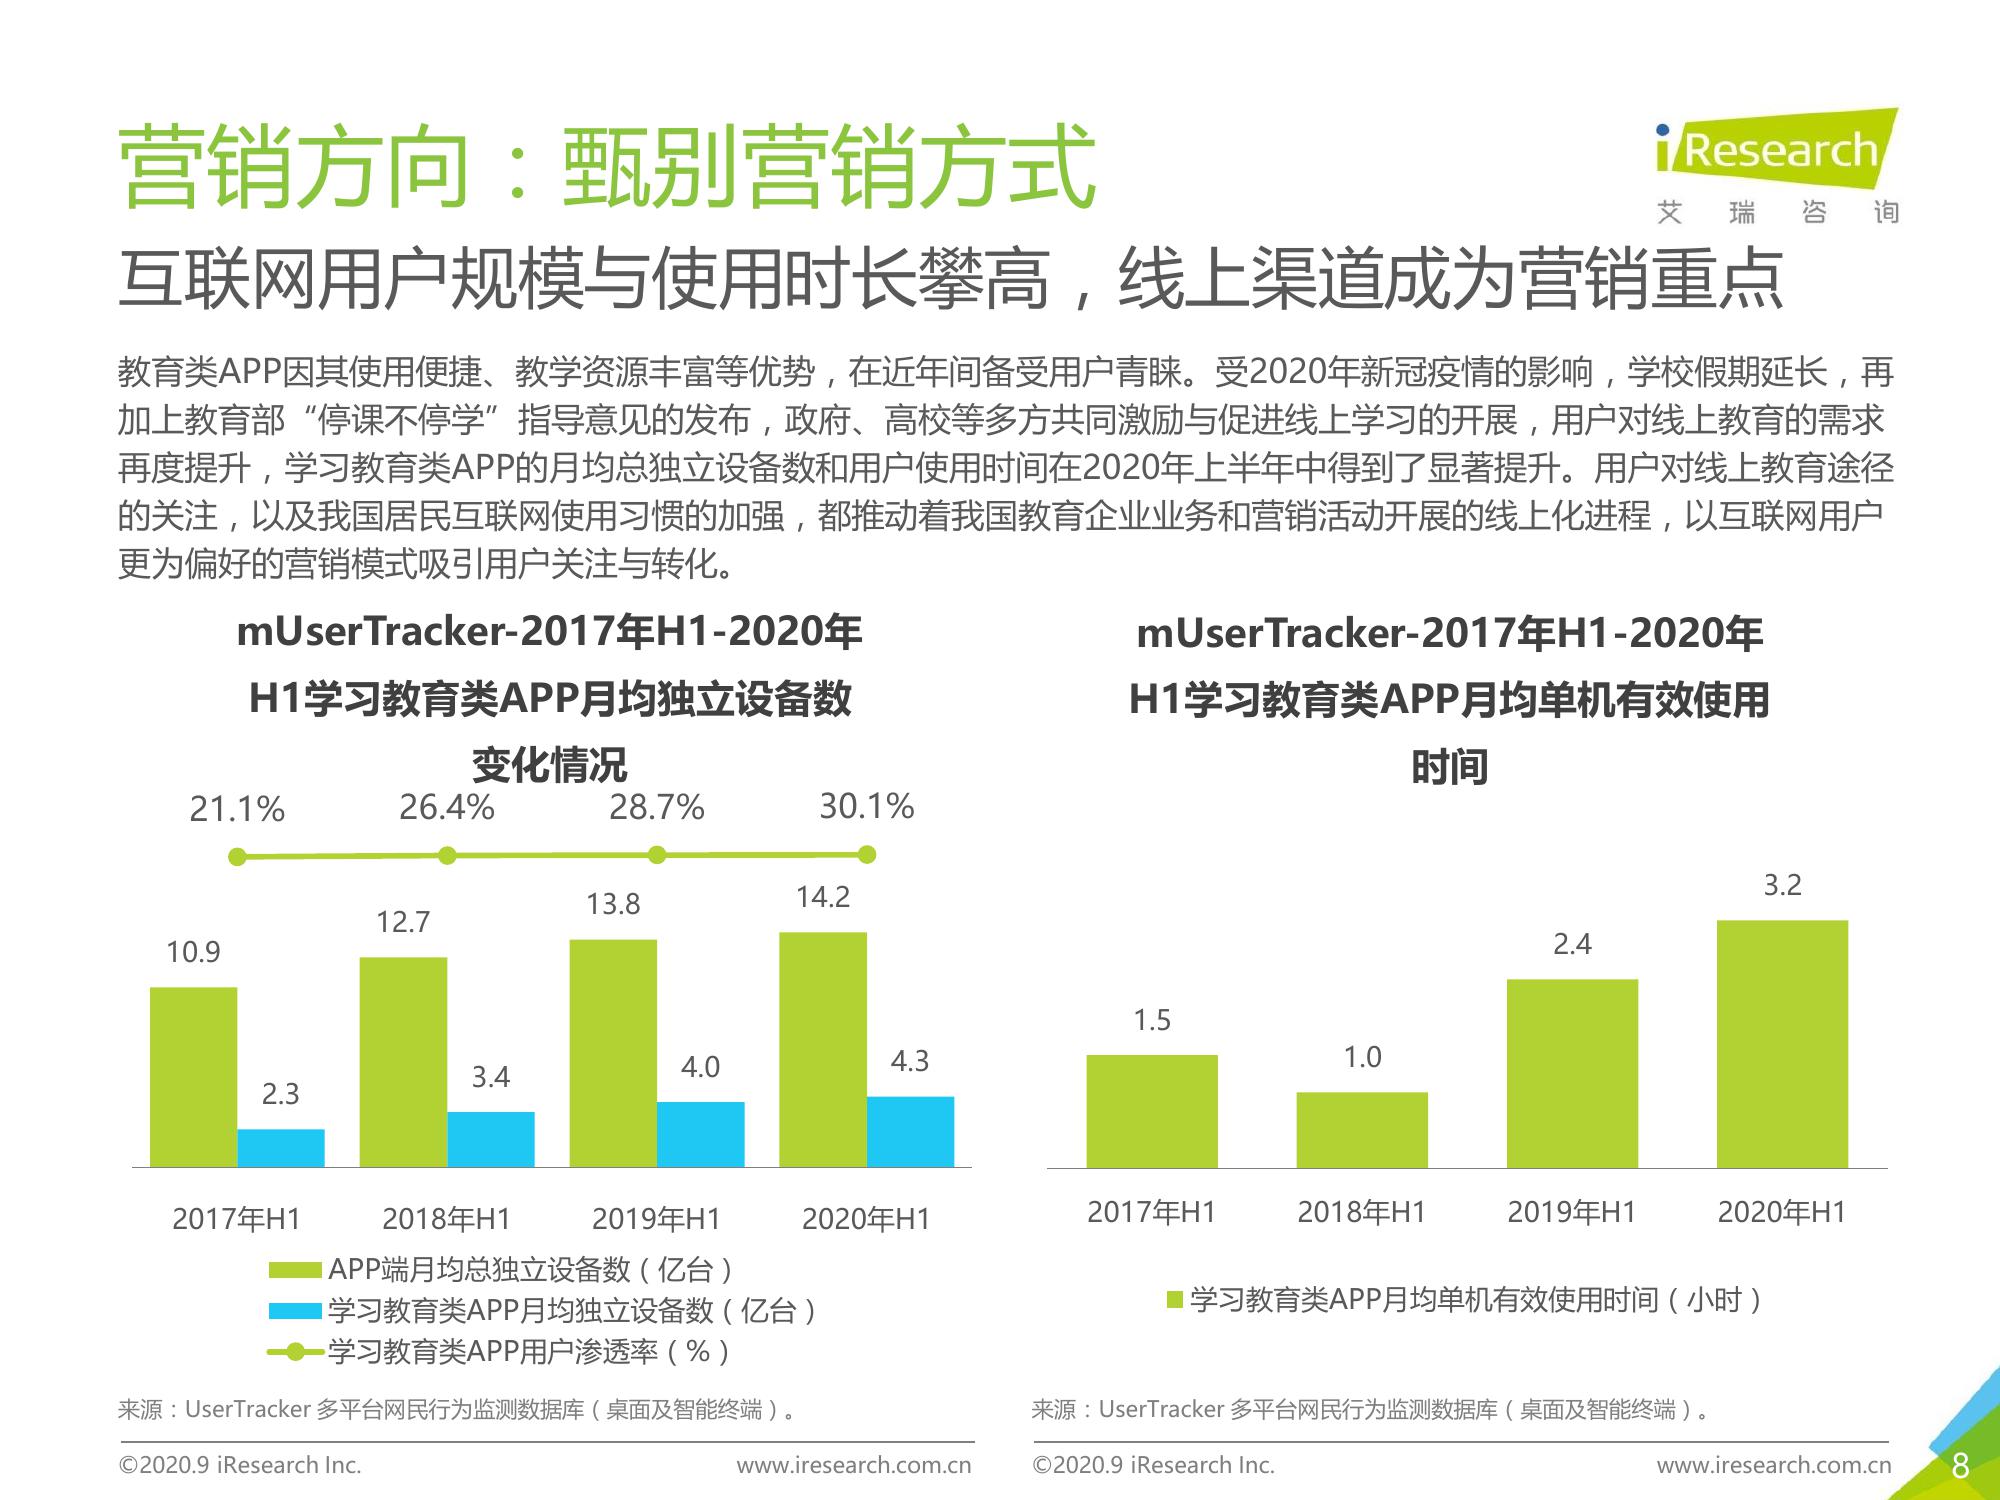 营销方向：甄别营销方式
iResearch
艾瑞咨询
互联网用户规模与使用时长攀高，线上渠道成为营销重点
教育类APP因其使用便捷、教学资源丰富等优势，在近年间备受用户青睐。受2020年新冠疫情的影响，学校假期延长，再
加上教育部“停课不停学”指导意见的发布，政府、高校等多方共同激励与促进线上学习的开展，用户对线上教育的需求
再度提升，学习教育类APP的月均总独立设备数和用户使用时间在2020年上半年中得到了显著提升。用户对线上教育途径
的关注，以及我国居民互联网使用习惯的加强，都推动着我国教育企业业务和营销活动开展的线上化进程，以互联网用户
更为偏好的营销模式吸引用户关注与转化。
mUserTracker-2017年H1-2020年
H1学习教育类APP月均独立设备数
变化情况
21.1% 26.4% 28.7% 30.1%
10.9 12.7 13.8 14.2
2.3 3.4 4.0 4.3
2017年H1 2018年H1 2019年H1 2020年H1
APP端月均总独立设备数（亿台）
学习教育类APP月均独立设备数（亿台）
学习教育类APP用户渗透率（%）
来源：UserTracker 多平台网民行为监测数据库（桌面及智能终端）。
©2020.9 iResearch Inc. www.iresearch.com.cn
mUserTracker-2017年H1-2020年
H1学习教育类APP月均单机有效使用
时间
1.5 1.0 2.4 3.2
2017年H1 2018年H1 2019年H1 2020年H1
学习教育类APP月均单机有效使用时间（小时）
来源：UserTracker 多平台网民行为监测数据库（桌面及智能终端）。
©2020.9 iResearch Inc. www.iresearch.com.cn
8